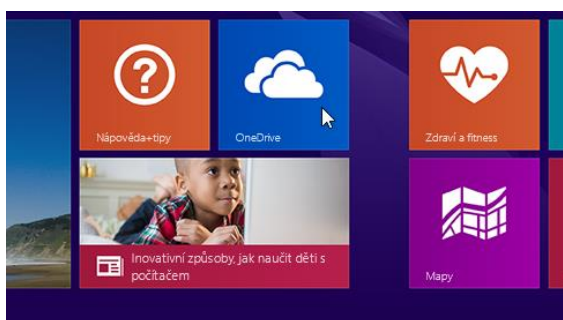 Nápověda+tipy
OneDrive
Zdraví a fitness
Inovativní způsoby, jak naučit děti s
počítačem
Mapy